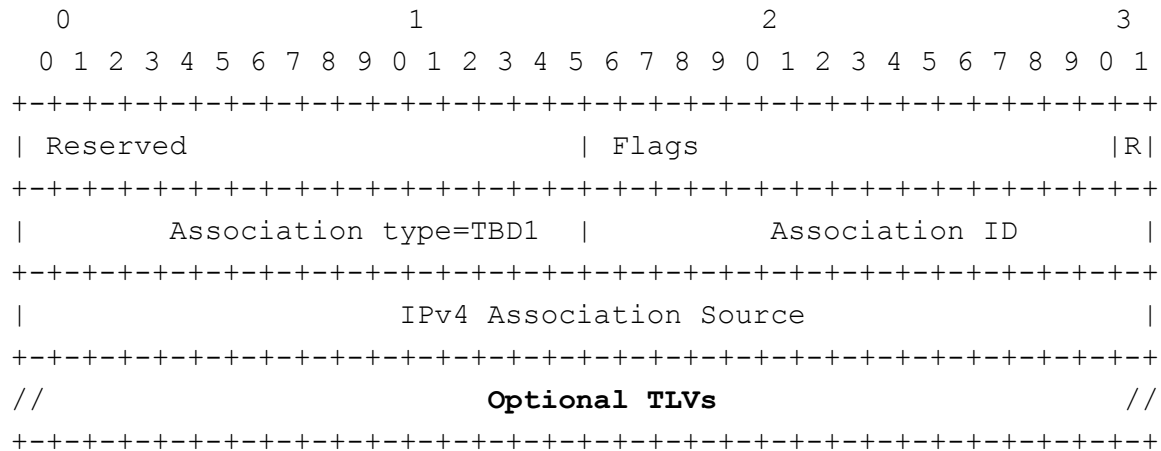 0                   1                   2                   3
  0 1 2 3 4 5 6 7 8 9 0 1 2 3 4 5 6 7 8 9 0 1 2 3 4 5 6 7 8 9 0 1
+-+-+-+-+-+-+-+-+-+-+-+-+-+-+-+-+-+-+-+-+-+-+-+-+-+-+-+-+-+-+-+-+
| Reserved                      | Flags                       |R|
+-+-+-+-+-+-+-+-+-+-+-+-+-+-+-+-+-+-+-+-+-+-+-+-+-+-+-+-+-+-+-+-+
|        Association type=TBD1  |          Association ID       |
+-+-+-+-+-+-+-+-+-+-+-+-+-+-+-+-+-+-+-+-+-+-+-+-+-+-+-+-+-+-+-+-+
|                     IPv4 Association Source                   |
+-+-+-+-+-+-+-+-+-+-+-+-+-+-+-+-+-+-+-+-+-+-+-+-+-+-+-+-+-+-+-+-+
//                         Optional TLVs                       //
+-+-+-+-+-+-+-+-+-+-+-+-+-+-+-+-+-+-+-+-+-+-+-+-+-+-+-+-+-+-+-+-+